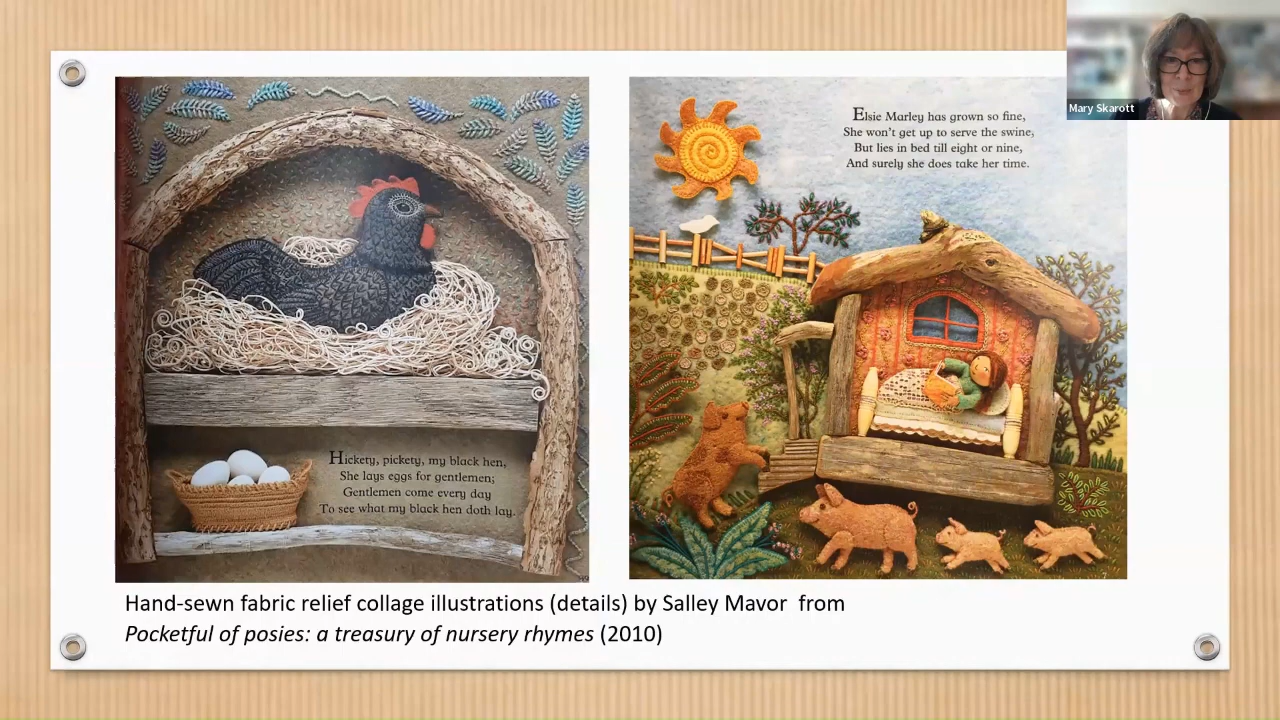 Mary Skarott
Elsie Marley has grown so fine,
She won't get up to serve the swine,
But lies in bed till eight or nine,
And surely she does take her time.
Hickety, pickety, my black hen,
She lays eggs for gentlemen;
Gentlemen come every day
To see what my black hen doth lay.
Hand-sewn fabric relief collage illustrations (details) by Salley Mavor from
Pocketful of posies: a treasury of nursery rhymes (2010)